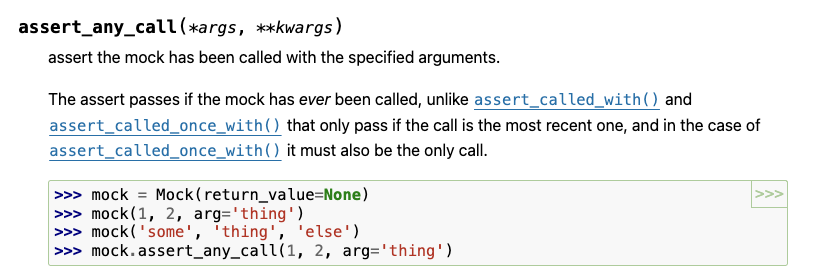 assert_any_call(*args, **kwargs)
assert the mock has been called with the specified arguments.
The assert passes if the mock has ever been called, unlike assert_called_with() and
assert_called_once_with() that only pass if the call is the most recent one, and in the case of
assert_called_once_with() it must also be the only call.
>>> mock = Mock(return_value=None) >>>
>>> mock(1, 2, arg='thing')
>>> mock('some', 'thing', 'else')
>>> mock.assert_any_call(1, 2, arg='thing')